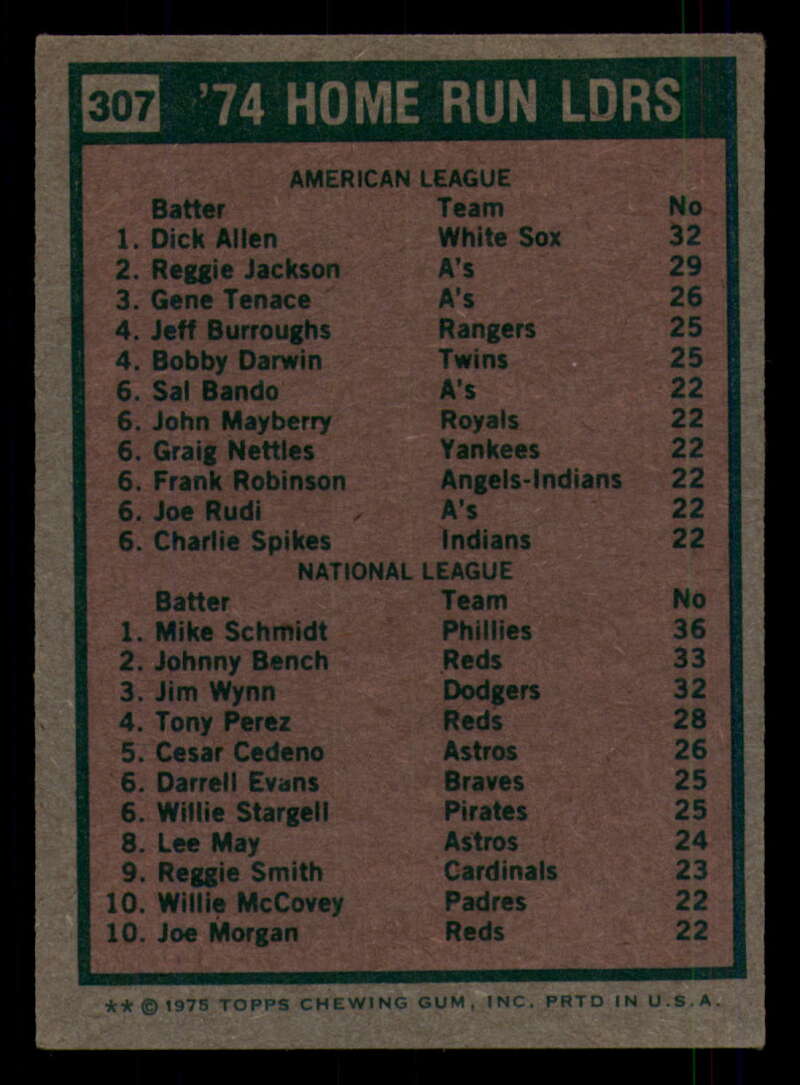 307 '74 HOME RUN LDRS
AMERICAN LEAGUE
Batter Team No
1. Dick Allen White Sox 32
2. Reggie Jackson A's 29
3. Gene Tenace A's 26
4. Jeff Burroughs Rangers 25
4. Bobby Darwin Twins 25
6. Sal Bando A's 22
6. John Mayberry Royals 22
6. Graig Nettles Yankees 22
6. Frank Robinson Angels-Indians 22
6. Joe Rudi A's 22
6. Charlie Spikes Indians 22
NATIONAL LEAGUE
Batter Team No
1. Mike Schmidt Phillies 36
2. Johnny Bench Reds 33
3. Jim Wynn Dodgers 32
4. Tony Perez Reds 28
5. Cesar Cedeno Astros 26
6. Darrell Evans Braves 25
6. Willie Stargell Pirates 25
8. Lee May Astros 24
9. Reggie Smith Cardinals 23
10. Willie McCovey Padres 22
10. Joe Morgan Reds 22
** © 1975 TOPPS CHEWING GUM, INC. PRTD IN U.S.A.